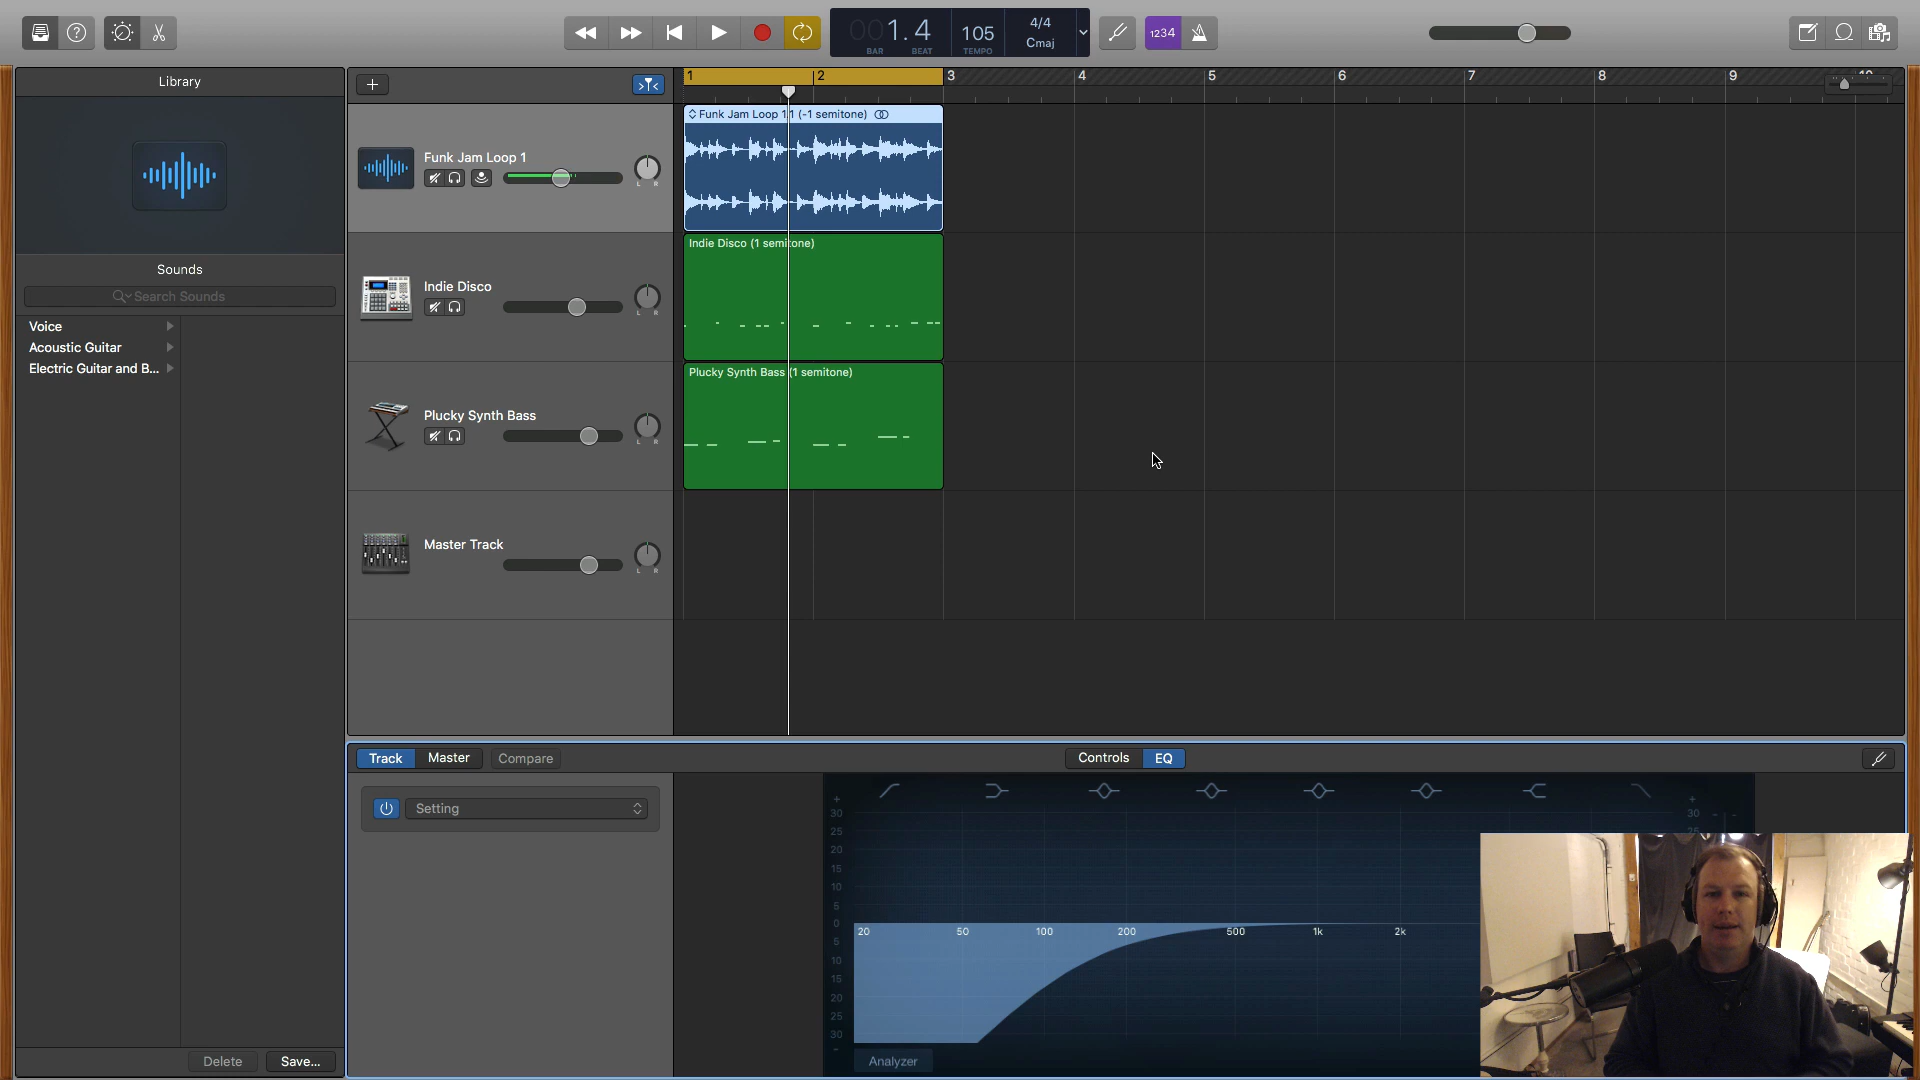 1234
001.4
BAR
BEAT
105
TEMPO
4/4
Cmaj
Library
Sounds
Search Sounds
Voice
Acoustic Guitar
Electric Guitar and B...
Delete
Save...
1
2
3
4
5
6
7
8
9
Funk Jam Loop 1
L R
Indie Disco
L R
Plucky Synth Bass
L R
Master Track
L R
Funk Jam Loop 1.1 (-1 semitone)
Indie Disco (1 semitone)
Plucky Synth Bass (1 semitone)
Track
Master
Compare
Controls
EQ
Setting
+
30
25
20
15
10
5
0
5
10
15
20
25
30
-
20
50
100
200
500
1k
2k
+
30
25
Analyzer